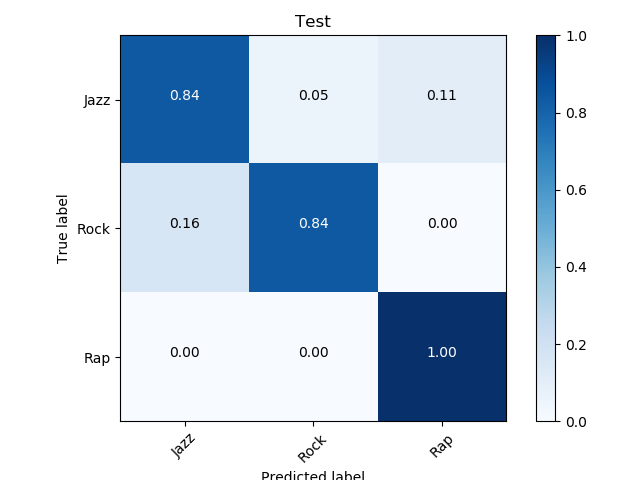 Test
Jazz 0.84 0.05 0.11
Rock 0.16 0.84 0.00
Rap 0.00 0.00 1.00
True label
Jazz Rock Rap
Predicted label
1.0
0.8
0.6
0.4
0.2
0.0